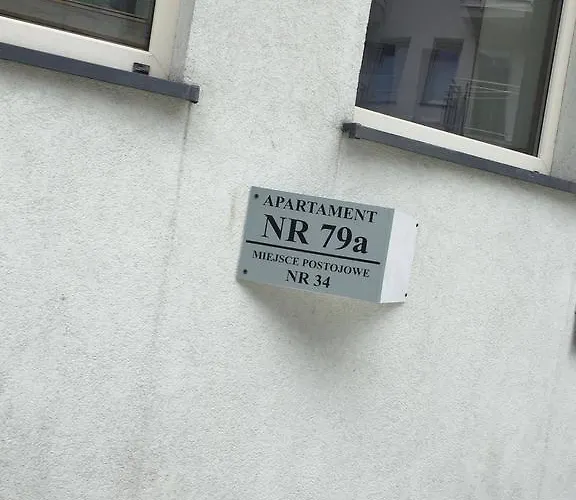 APARTAMENT
NR 79a
MIEJSCE POSTOJOWE
NR 34